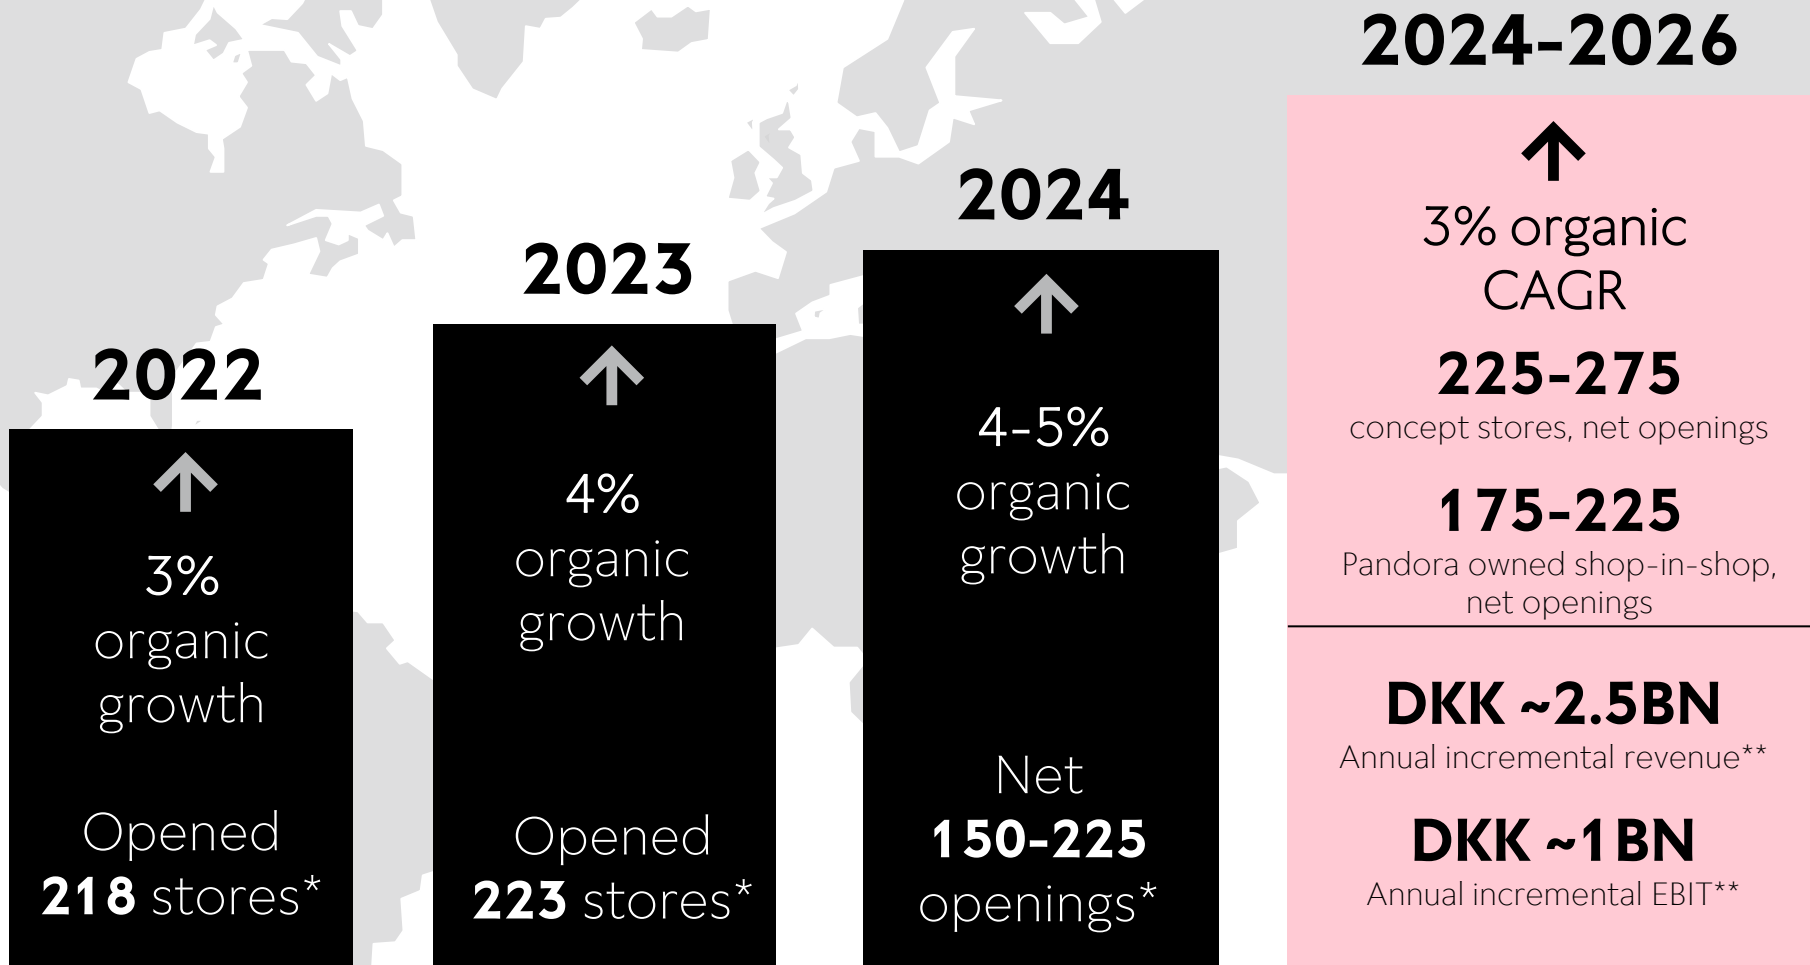 2022
3%
organic
growth
Opened
218 stores*
2023
4%
organic
growth
Opened
223 stores*
2024
4-5%
organic
growth
Net
150-225
openings*
2024-2026
3% organic
CAGR
225-275
concept stores, net openings
175-225
Pandora owned shop-in-shop,
net openings
DKK ~2.5BN
Annual incremental revenue**
DKK ~1BN
Annual incremental EBIT**